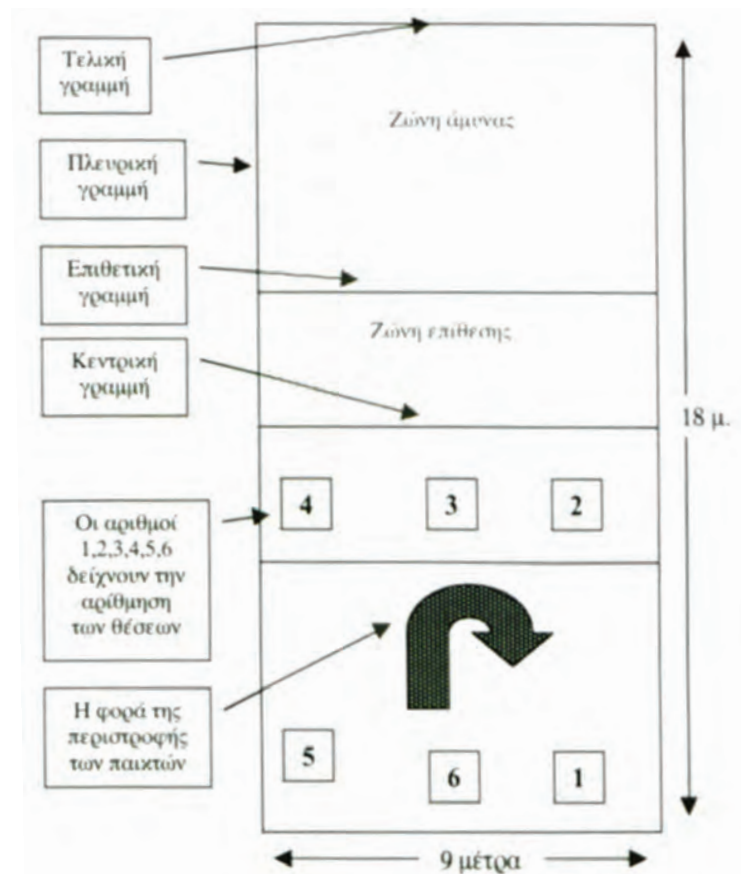 Τελική
γραμμή
Ζώνη άμυνας
Πλευρική
γραμμή
Επιθετική
γραμμή
Ζώνη επίθεσης
Κεντρική
γραμμή
18 μ.
4 3 2
Οι αριθμοί
1,2,3,4,5,6
δείχνουν την
αρίθμηση
των θέσεων
Η φορά της
περιστροφής
των παικτών
5 6 1
9 μέτρα